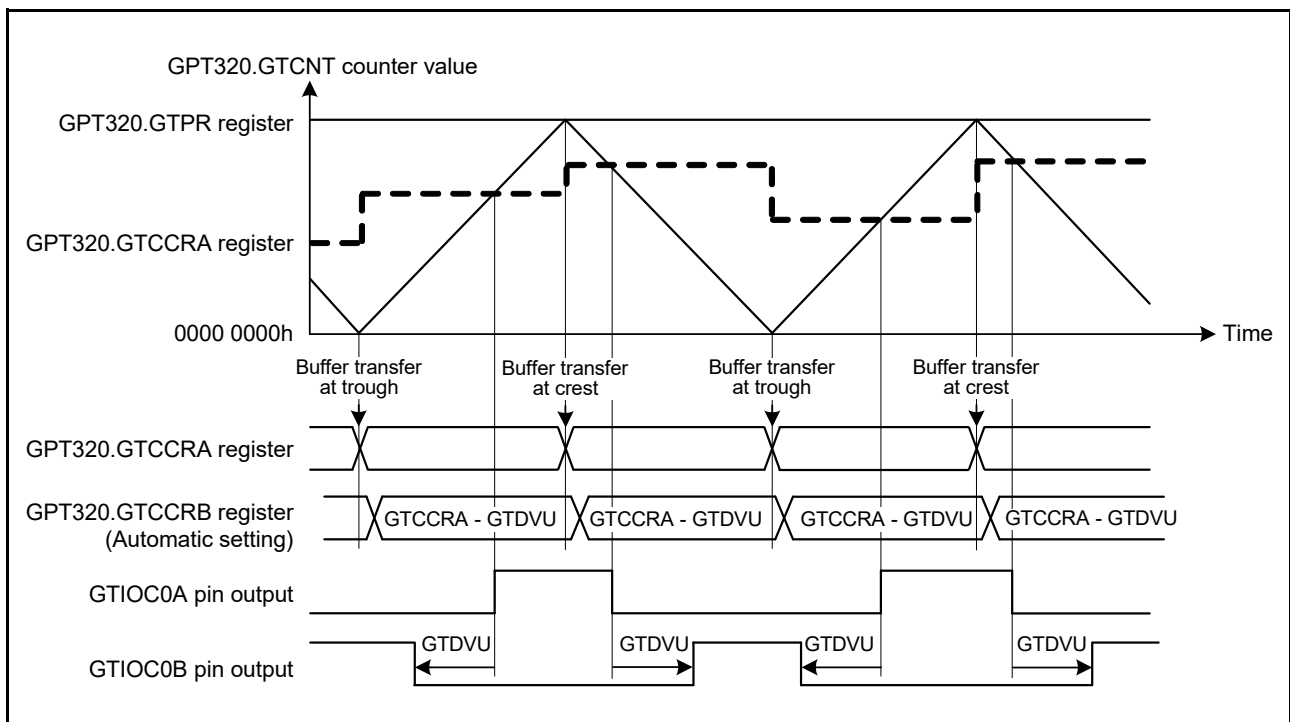 GPT320.GTCNT counter value
GPT320.GTPR register
GPT320.GTCCRA register
0000 0000h
Time
Buffer transfer
at trough
Buffer transfer
at crest
Buffer transfer
at trough
Buffer transfer
at crest
GPT320.GTCCRA register
GPT320.GTCCRB register
(Automatic setting)
GTCCRA - GTDVU
GTCCRA - GTDVU
GTCCRA - GTDVU
GTCCRA - GTDVU
GTIOC0A pin output
GTDVU
GTDVU
GTDVU
GTDVU
GTIOC0B pin output